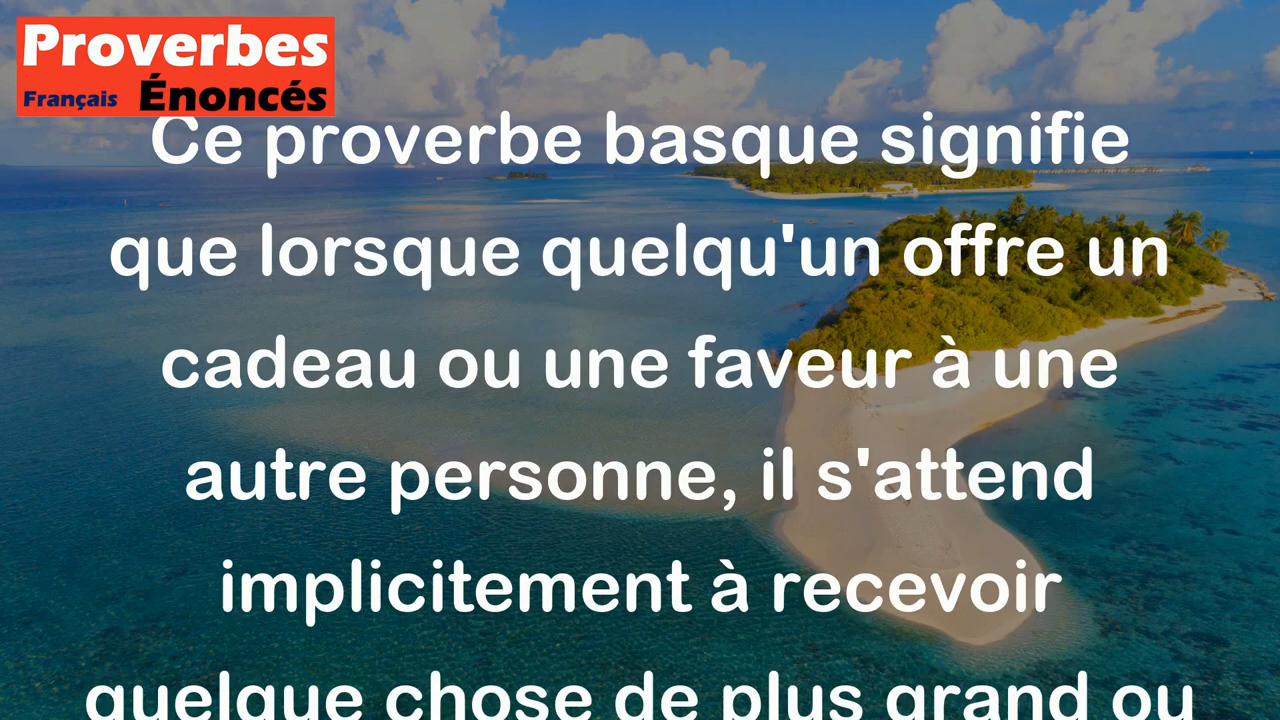 Proverbes
Français Énoncés
Ce proverbe basque signifie
que lorsque quelqu'un offre un
cadeau ou une faveur à une
autre personne, il s'attend
implicitement à recevoir
quelque chose de plus grand ou